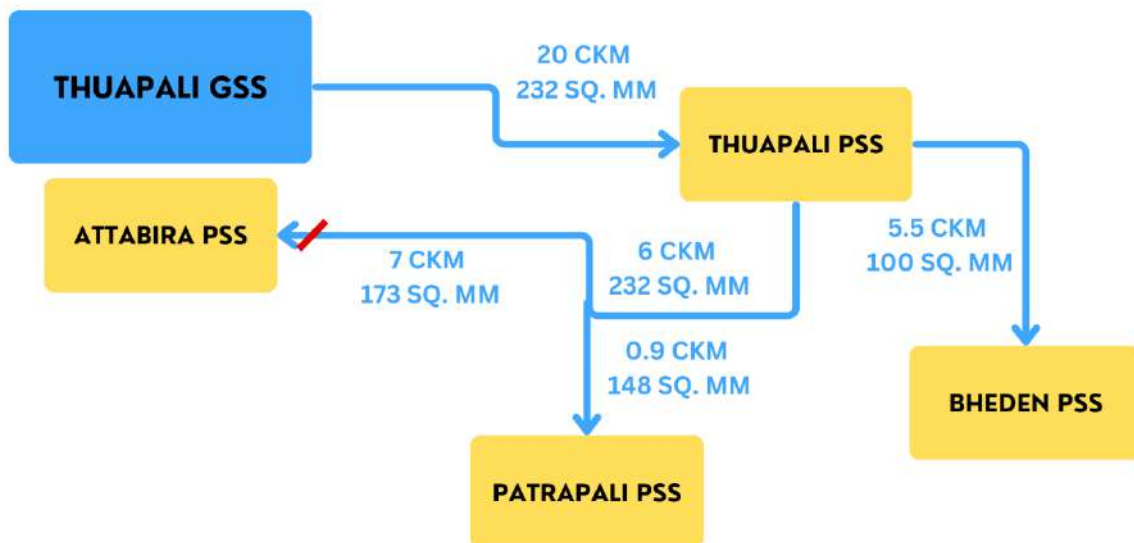 THUAPALI GSS
20 CKM
232 SQ. MM
THUAPALI PSS
ATTABIRA PSS
7 CKM
173 SQ. MM
6 CKM
232 SQ. MM
5.5 CKM
100 SQ. MM
0.9 CKM
148 SQ. MM
BHEDEN PSS
PATRAPALI PSS